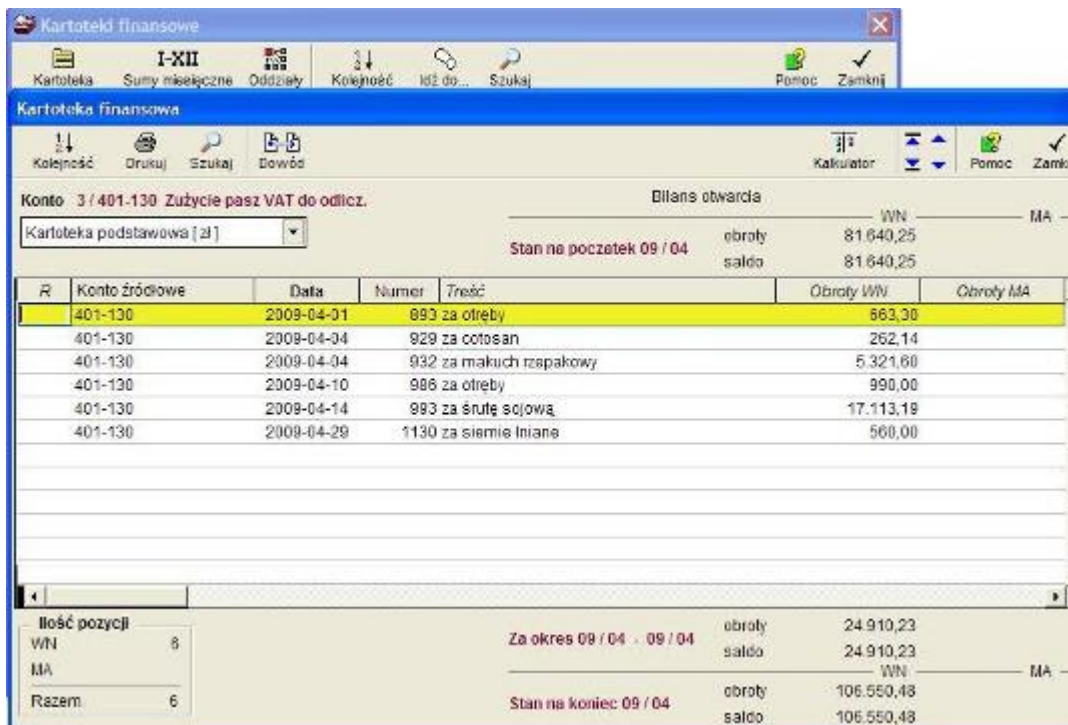 Kartoteki finansowe
Kartoteka I-XII Sumy miesięczne Oddziały Kolejność Idź do... Szukaj Pomoc Zamknij
Kartoteka finansowa
Kolejność Drukuj Szukaj Dowód Kalkulator Pomoc Zamk
Konto 3 / 401-130 Zużycie pasz VAT do odlicz.
Bilans otwarcia
WN MA
Kartoteka podstawowa [ zł ]
Stan na początek 09 / 04
obroty 81.640,25
saldo 81.640,25
R Konto źródłowe Data Numer Treść Obroty WN Obroty MA
401-130 2009-04-01 893 za otręby 663,30
401-130 2009-04-04 929 za cotosan 262,14
401-130 2009-04-04 932 za makuch rzepakowy 5.321,60
401-130 2009-04-10 986 za otręby 990,00
401-130 2009-04-14 993 za śrutę sojową 17.113,19
401-130 2009-04-29 1130 za siemie lniane 560,00
Ilość pozycji
WN 6
MA
Razem 6
Za okres 09 / 04 - 09 / 04
obroty 24.910,23
saldo 24.910,23
WN MA
Stan na koniec 09 / 04
obroty 106.550,48
saldo 106.550,48